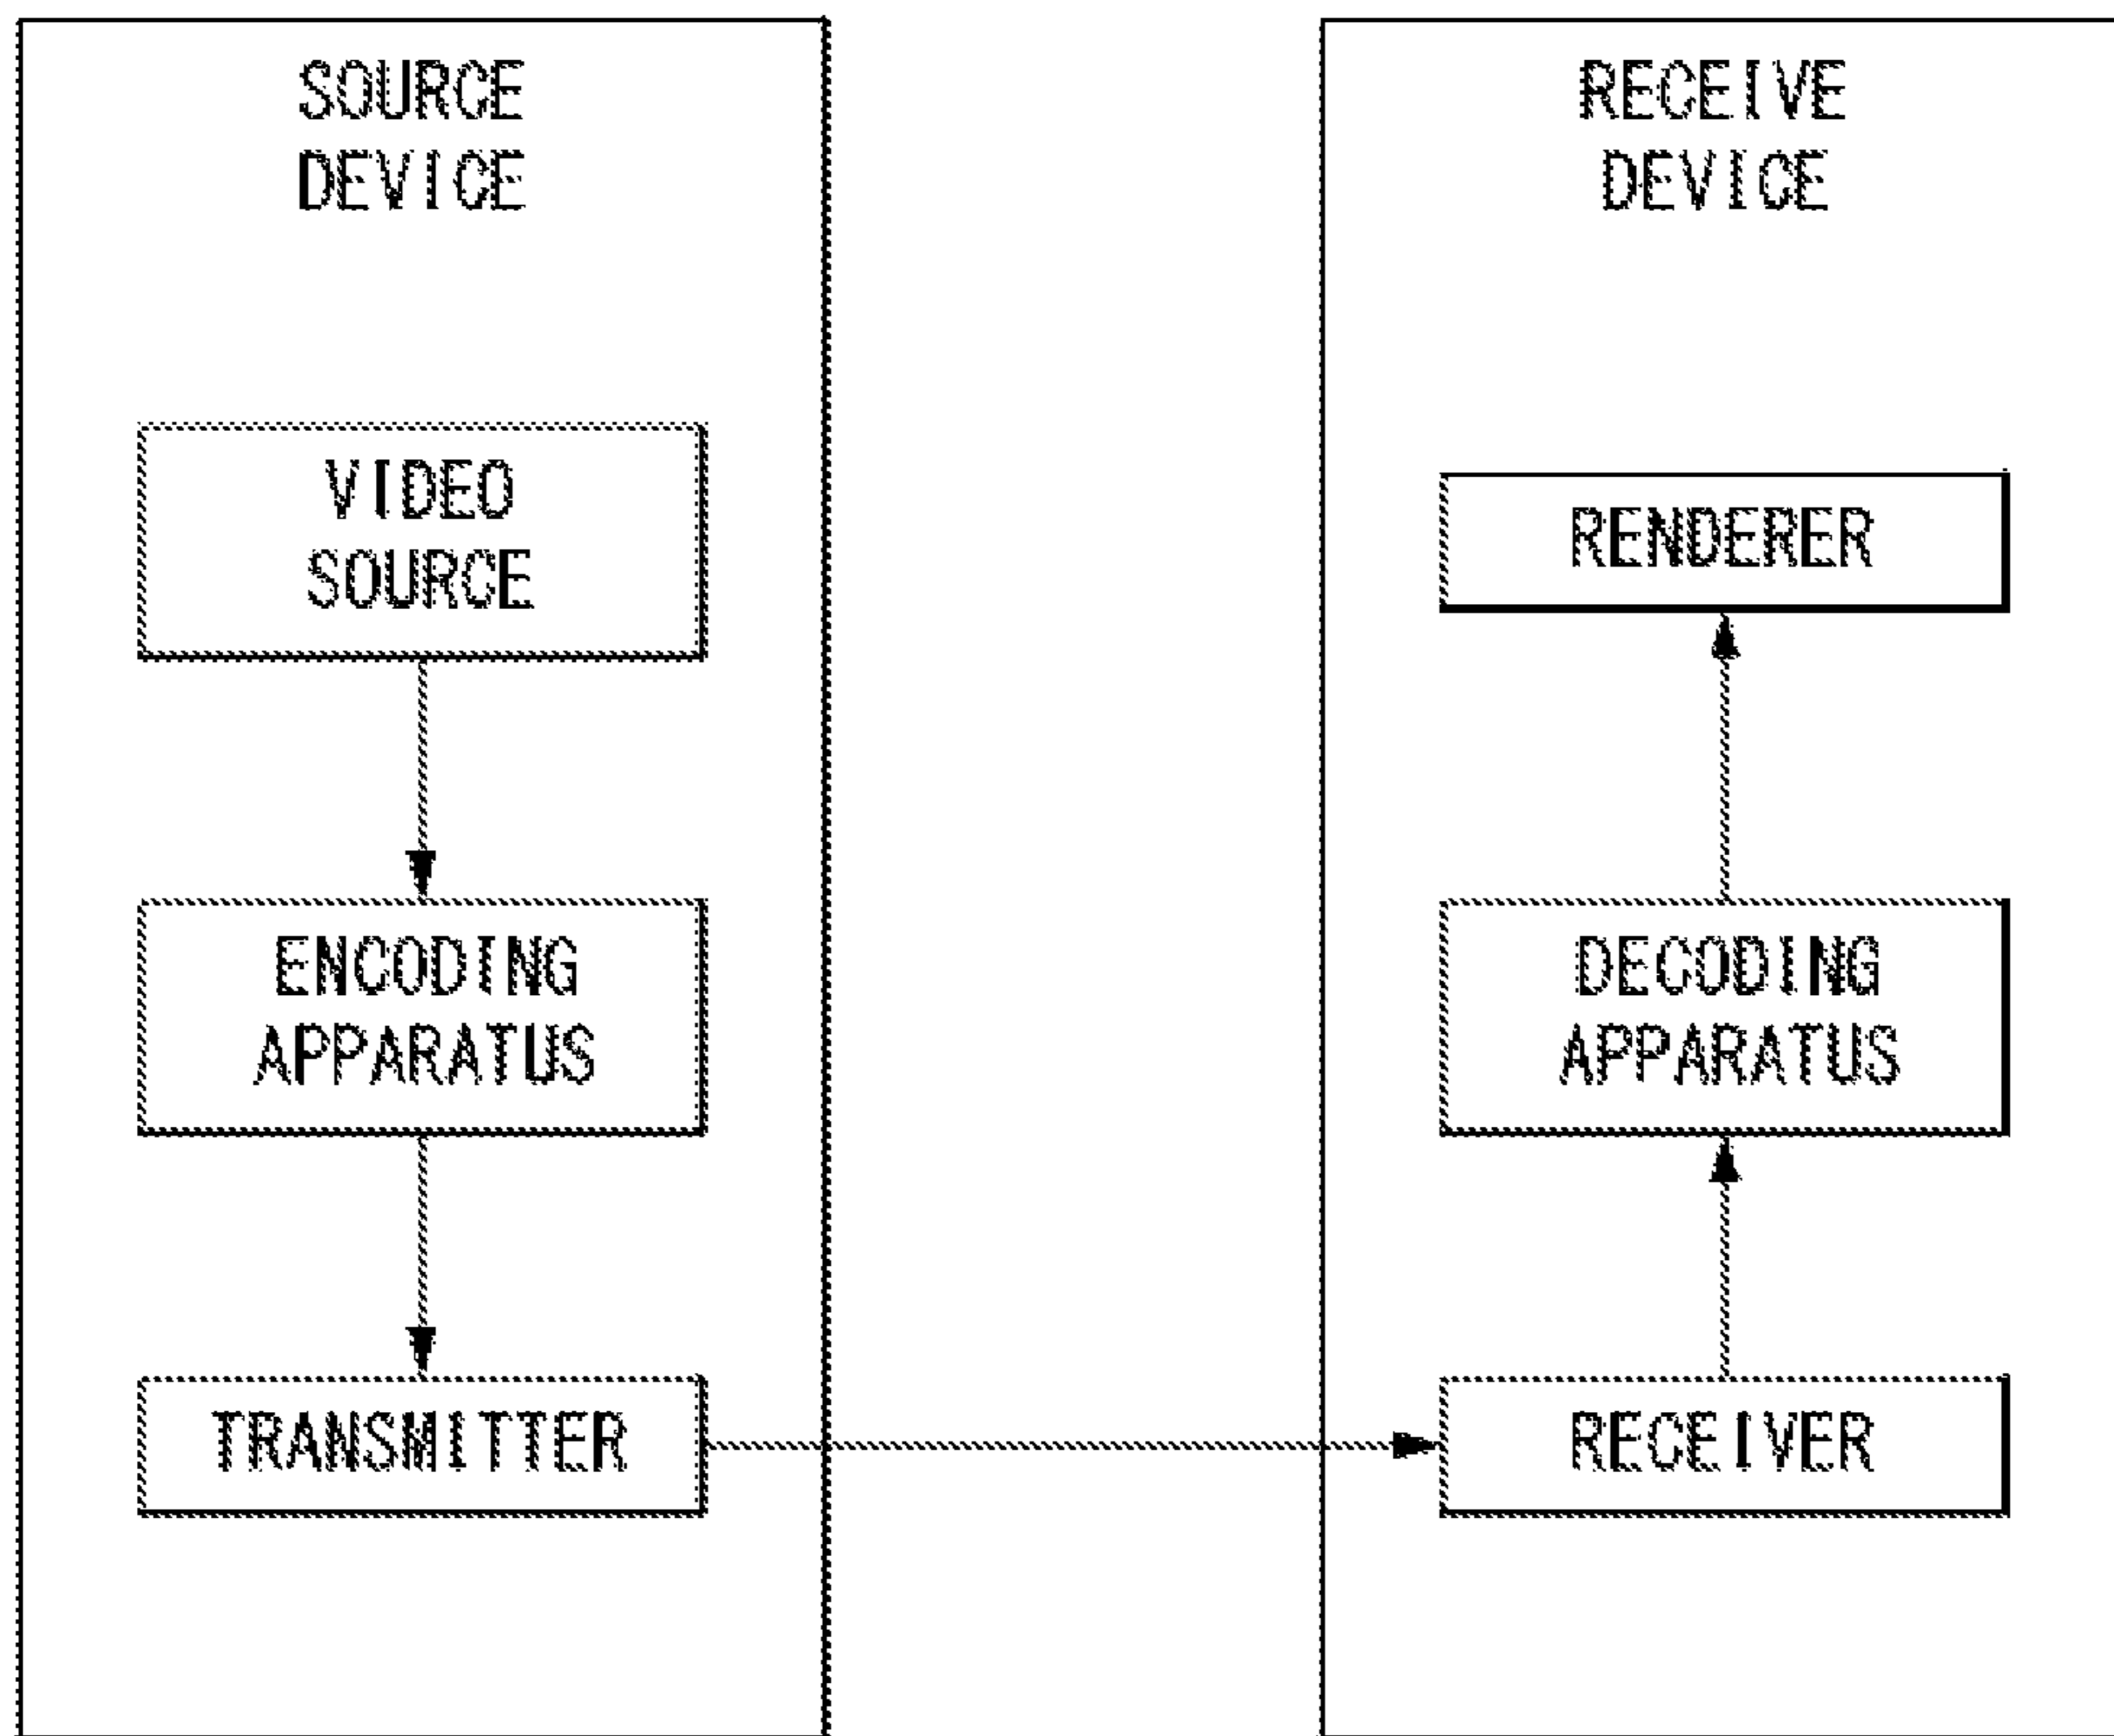 SOURCE
DEVICE
VIDEO
SOURCE
ENCODING
APPARATUS
TRANSMITTER
RECEIVE
DEVICE
RENDERER
DECODING
APPARATUS
RECEIVER